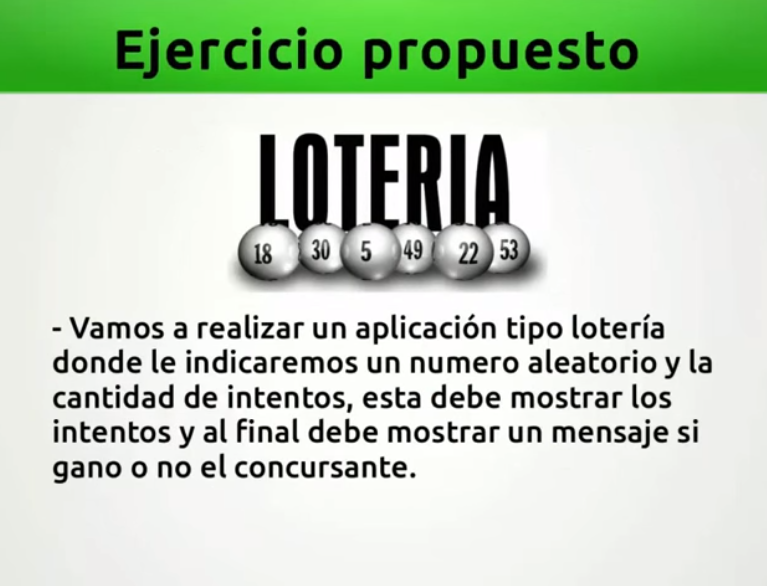 Ejercicio propuesto
LOTERIA
18 30 5 49 22 53
- Vamos a realizar un aplicación tipo lotería
donde le indicaremos un numero aleatorio y la
cantidad de intentos, esta debe mostrar los
intentos y al final debe mostrar un mensaje si
gano o no el concursante.